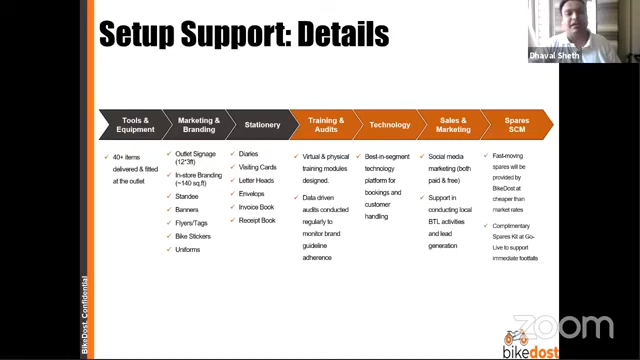 Setup Support: Details
Dhaval Sheth
Tools &
Equipment
Marketing &
Branding
Stationery
Training &
Audits
Technology
Sales &
Marketing
Spares
SCM
40+ items
delivered & fitted
at the outlet
Outlet Signage
(12*3ft)
In-store Branding
(~140 sq.ft)
Standee
Banners
Flyers/Tags
Bike Stickers
Uniforms
Diaries
Visiting Cards
Letter Heads
Envelops
Invoice Book
Receipt Book
Virtual & physical
training modules
designed.
Data driven
audits conducted
regularly to
monitor brand
guideline
adherence
Best-in-segment
technology
platform for
bookings and
customer
handling
Social media
marketing (both
paid & free)
Support in
conducting local
BTL activities
and lead
generation
Fast-moving
spares will be
provided by
BikeDost at
cheaper than
market rates
Complimentary
Spares Kit at Go-
Live to support
immediate footfalls
BikeDost_Confidential
zoom
bikedost